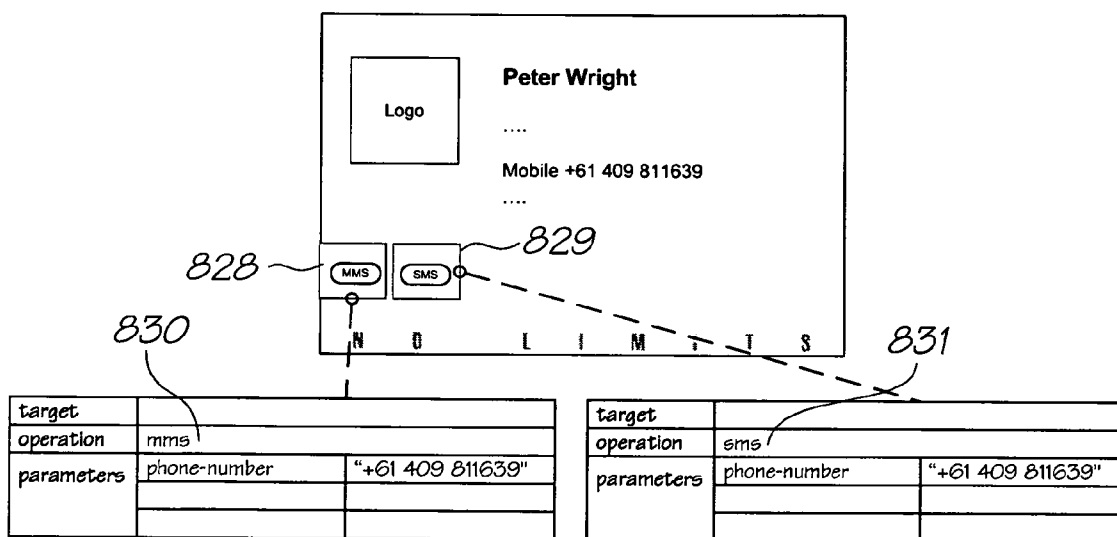 Peter Wright
Logo
....
Mobile +61 409 811639
....
828
MMS
SMS
829
N O L I M I T S
830
831
target
operation mms
parameters phone-number "+61 409 811639"
target
operation sms
parameters phone-number "+61 409 811639"